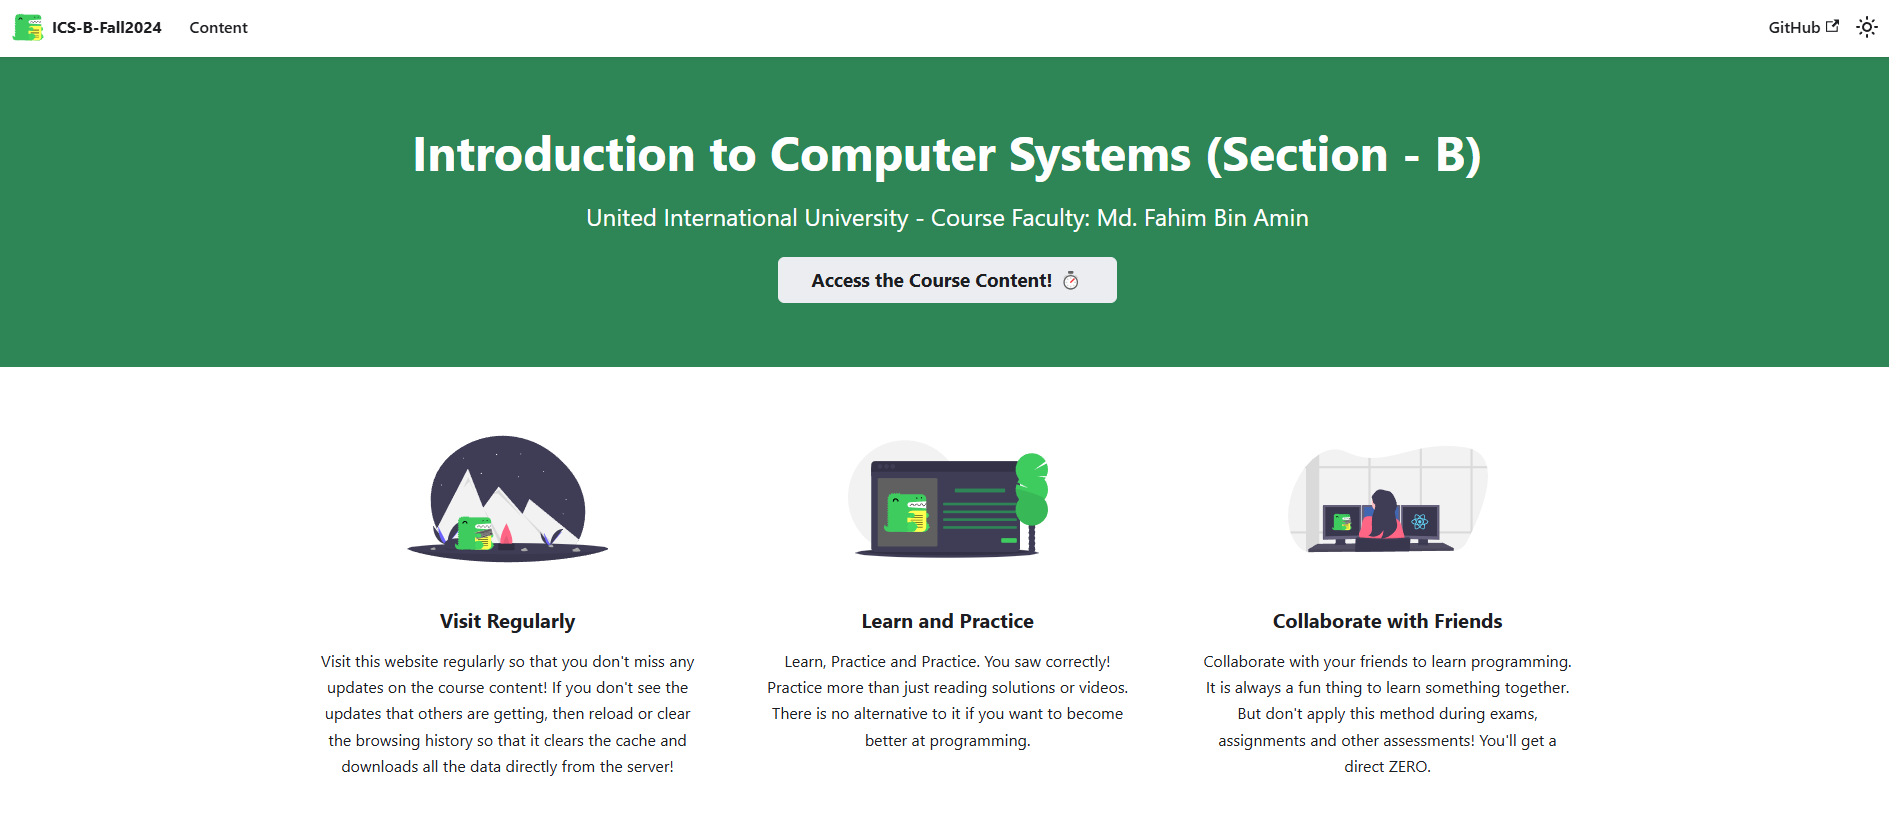 ICS-B-Fall2024 Content GitHub
Introduction to Computer Systems (Section - B)
United International University - Course Faculty: Md. Fahim Bin Amin
Access the Course Content! ⏱️
Visit Regularly
Visit this website regularly so that you don't miss any
updates on the course content! If you don't see the
updates that others are getting, then reload or clear
the browsing history so that it clears the cache and
downloads all the data directly from the server!
Learn and Practice
Learn, Practice and Practice. You saw correctly!
Practice more than just reading solutions or videos.
There is no alternative to it if you want to become
better at programming.
Collaborate with Friends
Collaborate with your friends to learn programming.
It is always a fun thing to learn something together.
But don't apply this method during exams,
assignments and other assessments! You'll get a
direct ZERO.